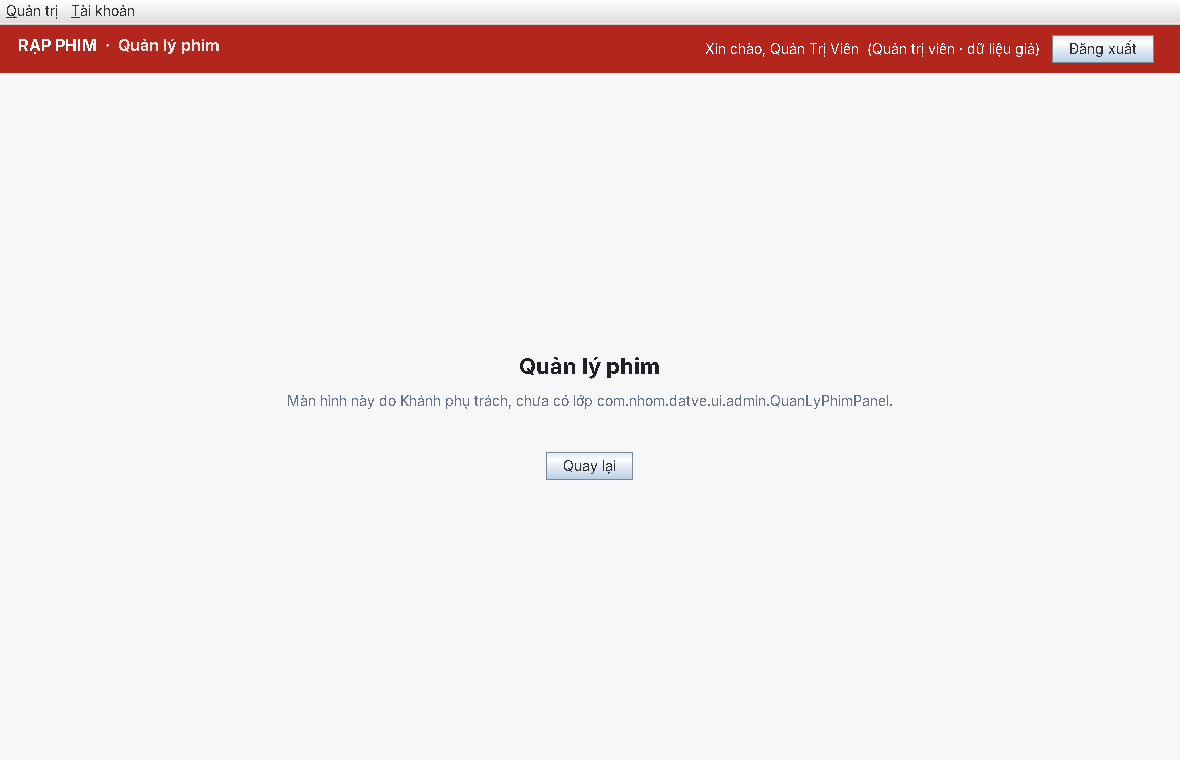 Quản trị Tài khoản
RẠP PHIM · Quản lý phim
Xin chào, Quản Trị Viên (Quản trị viên · dữ liệu giả) Đăng xuất
Quản lý phim
Màn hình này do Khánh phụ trách, chưa có lớp com.nhom.datve.ui.admin.QuanLyPhimPanel.
Quay lại